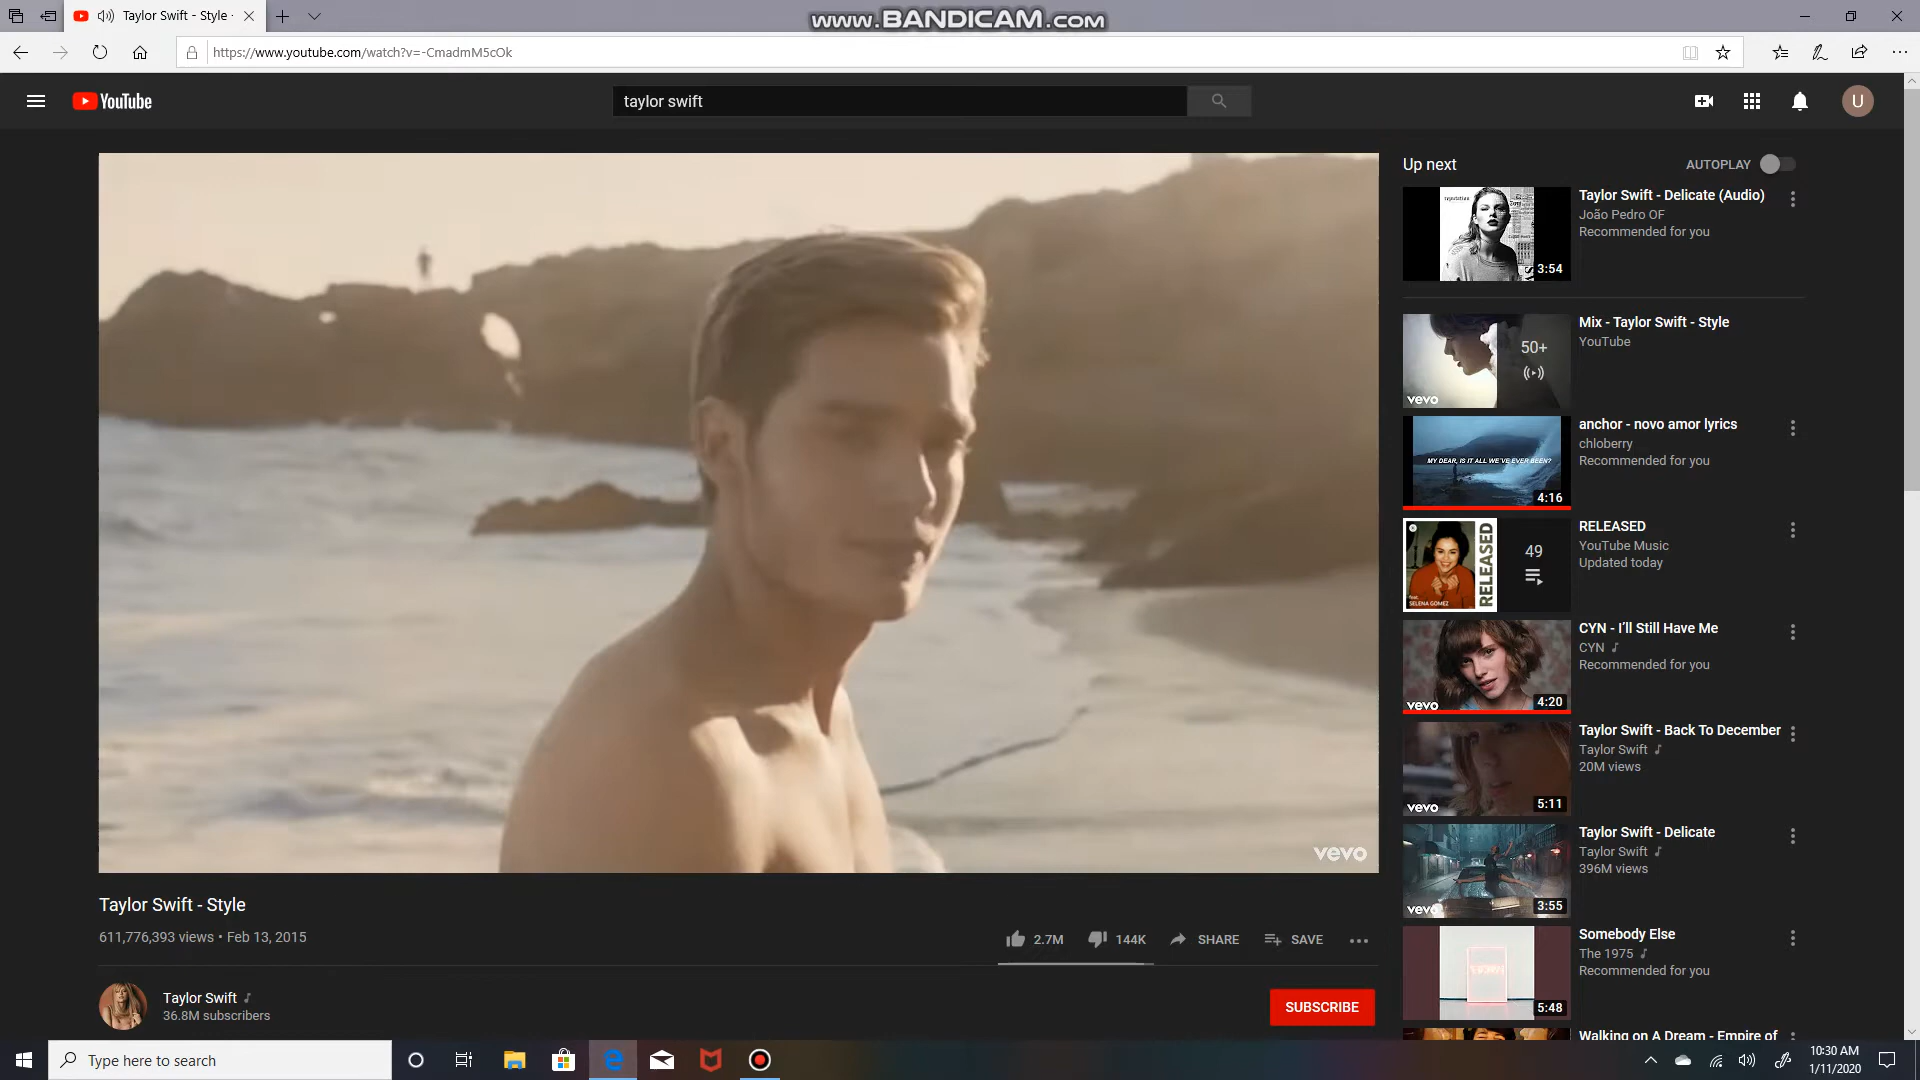 www.BANDICAM.com
Taylor Swift - Style -
https://www.youtube.com/watch?v=-CmadmM5cOk
YouTube
taylor swift
U
vevo
Taylor Swift - Style
611,776,393 views • Feb 13, 2015
2.7M
144K
SHARE
SAVE
Taylor Swift
36.8M subscribers
SUBSCRIBE
Up next
AUTOPLAY
reputation
3:54
Taylor Swift - Delicate (Audio)
João Pedro OF
Recommended for you
50+
vevo
Mix - Taylor Swift - Style
YouTube
MY DEAR, IS IT ALL WE'VE EVER BEEN?
4:16
anchor - novo amor lyrics
chloberry
Recommended for you
RELEASED
feat.
SELENA GOMEZ
49
RELEASED
YouTube Music
Updated today
vevo
4:20
CYN - I'll Still Have Me
CYN
Recommended for you
vevo
5:11
Taylor Swift - Back To December
Taylor Swift
20M views
vevo
3:55
Taylor Swift - Delicate
Taylor Swift
396M views
5:48
Somebody Else
The 1975
Recommended for you
Walking on A Dream - Empire of
Type here to search
10:30 AM
1/11/2020